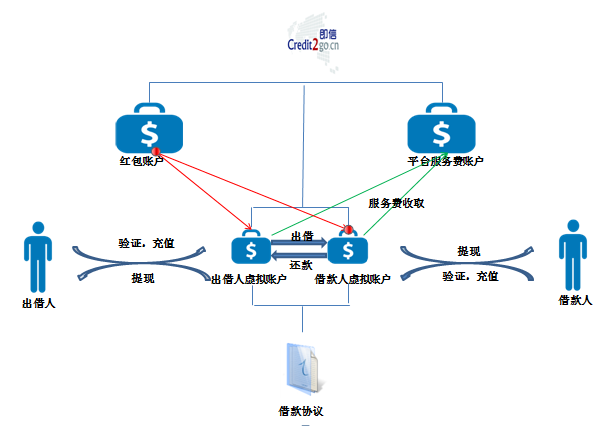 即信
Credit2go.cn
$
$
红包账户
平台服务费账户
服务费收取
出借
验证，充值
$
$
提现
还款
提现
出借人虚拟账户
借款人虚拟账户
验证，充值
出借人
借款人
借款协议